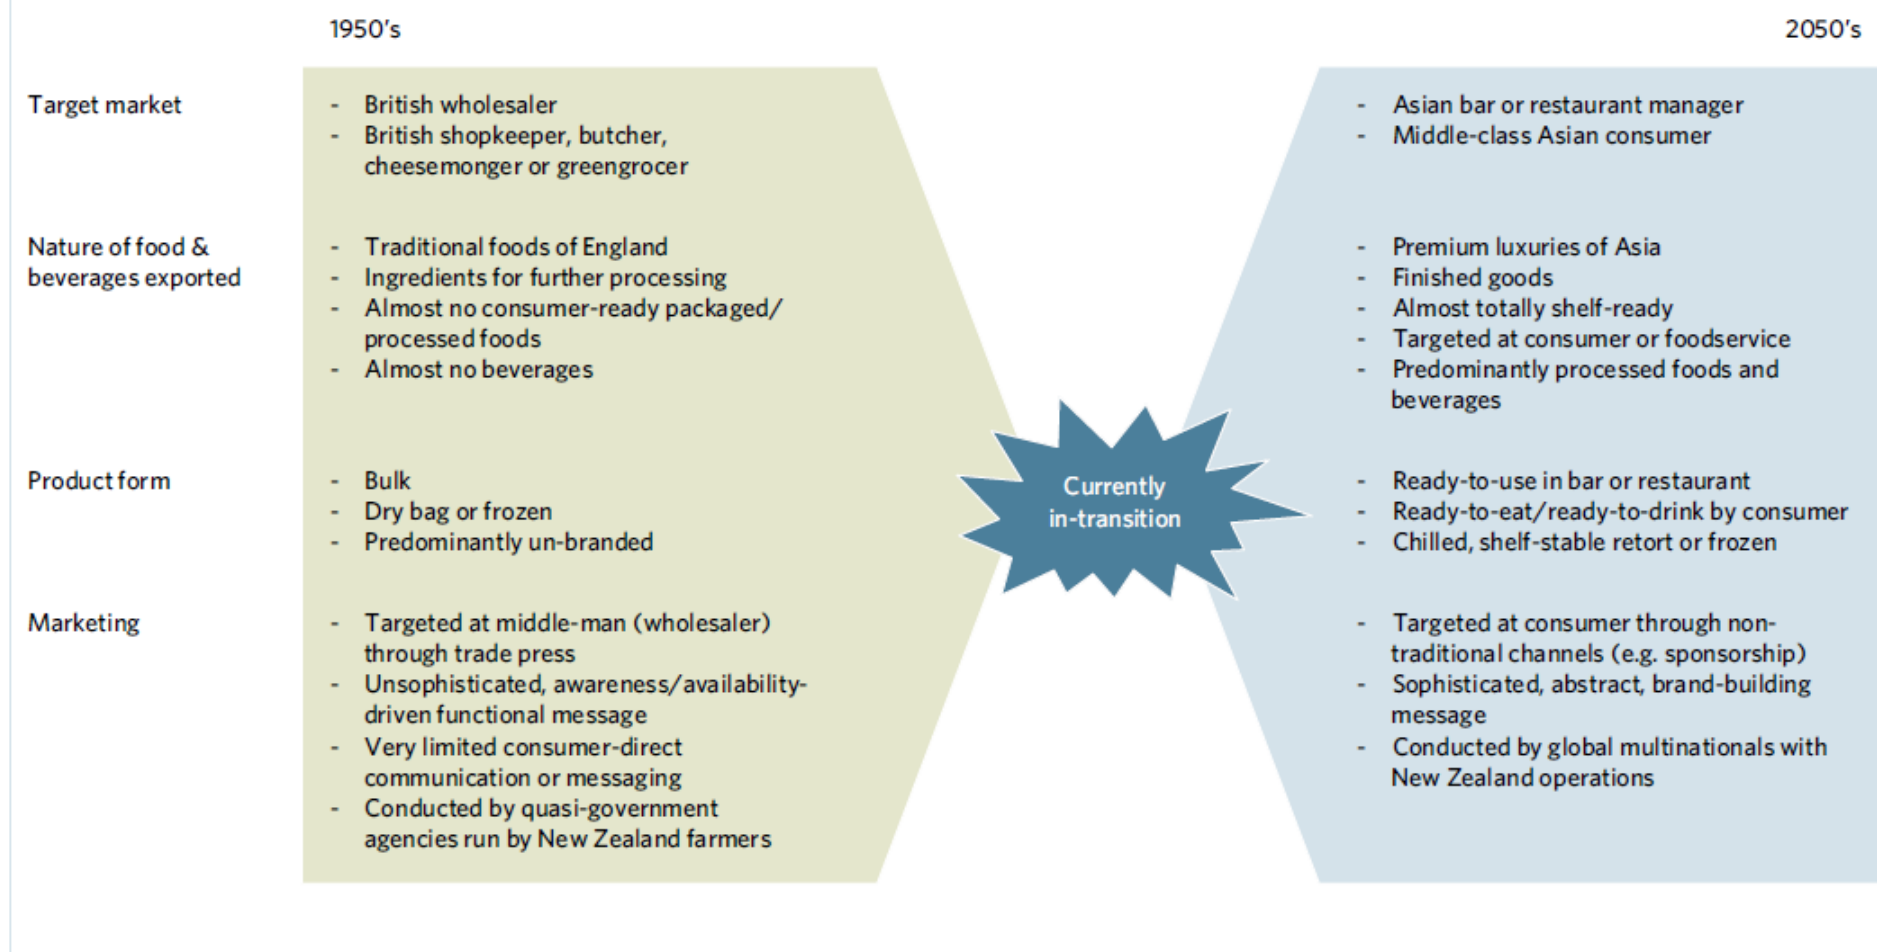 1950's
2050's
Target market
- British wholesaler
- British shopkeeper, butcher,
cheesemonger or greengrocer
- Asian bar or restaurant manager
- Middle-class Asian consumer
Nature of food &
beverages exported
- Traditional foods of England
- Ingredients for further processing
- Almost no consumer-ready packaged/
processed foods
- Almost no beverages
- Premium luxuries of Asia
- Finished goods
- Almost totally shelf-ready
- Targeted at consumer or foodservice
- Predominantly processed foods and
beverages
Product form
- Bulk
- Dry bag or frozen
- Predominantly un-branded
Currently
in-transition
- Ready-to-use in bar or restaurant
- Ready-to-eat/ready-to-drink by consumer
- Chilled, shelf-stable retort or frozen
Marketing
- Targeted at middle-man (wholesaler)
through trade press
- Unsophisticated, awareness/availability-
driven functional message
- Very limited consumer-direct
communication or messaging
- Conducted by quasi-government
agencies run by New Zealand farmers
- Targeted at consumer through non-
traditional channels (e.g. sponsorship)
- Sophisticated, abstract, brand-building
message
- Conducted by global multinationals with
New Zealand operations